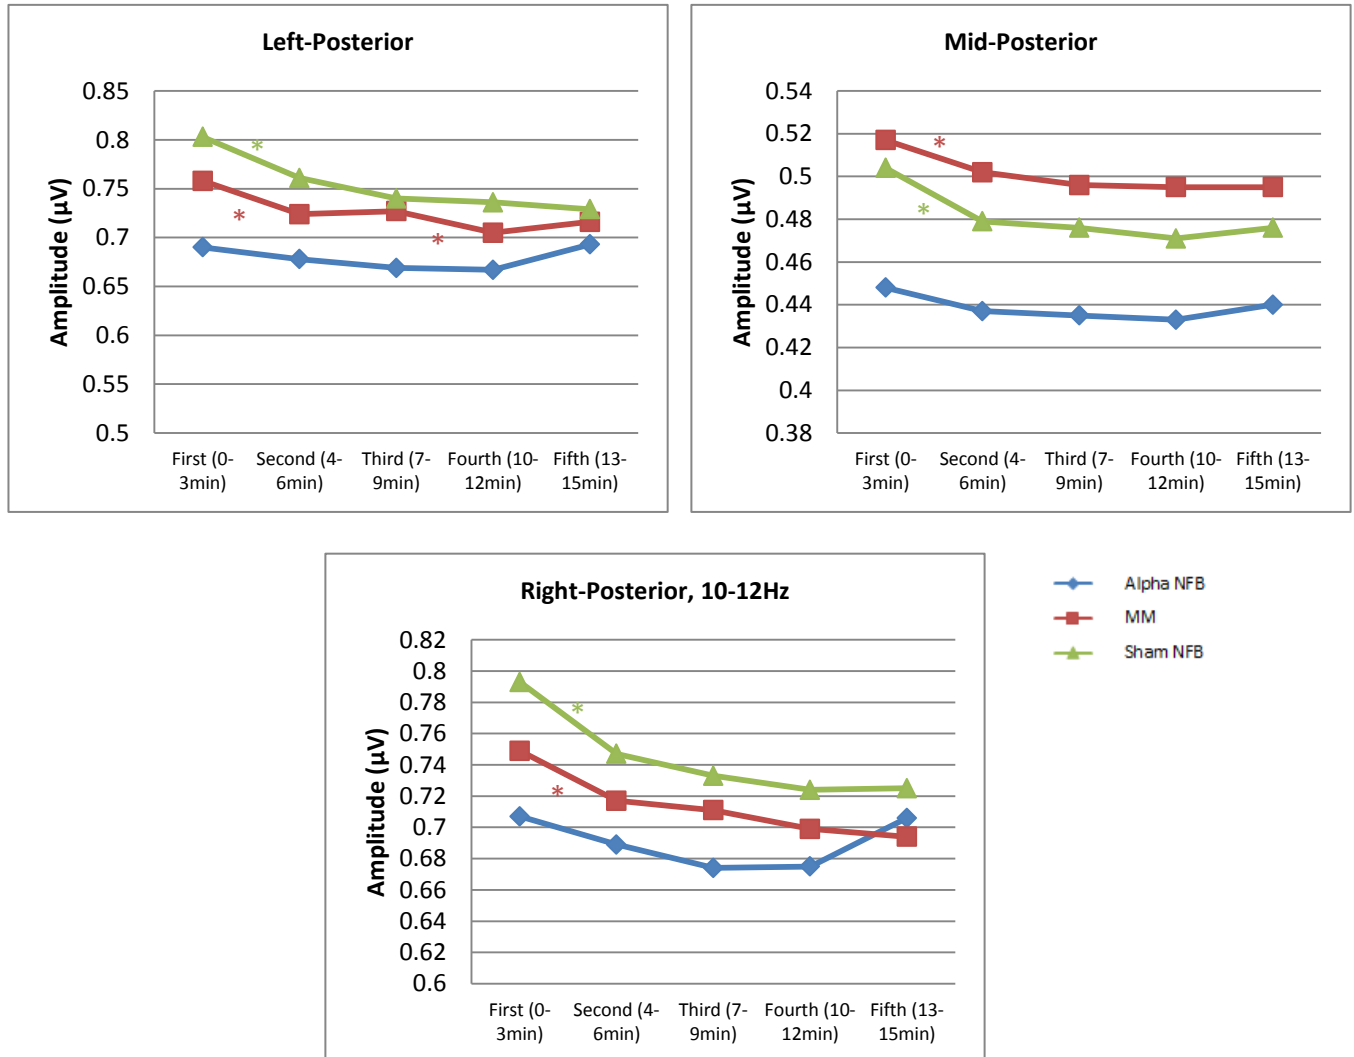 Left-Posterior
Amplitude (µV)
0.85
0.8
0.75
0.7
0.65
0.6
0.55
0.5
First (0-
3min)
Second (4-
6min)
Third (7-
9min)
Fourth (10-
12min)
Fifth (13-
15min)
*
*
*
Mid-Posterior
Amplitude (µV)
0.54
0.52
0.5
0.48
0.46
0.44
0.42
0.4
0.38
First (0-
3min)
Second (4-
6min)
Third (7-
9min)
Fourth (10-
12min)
Fifth (13-
15min)
*
*
Right-Posterior, 10-12Hz
Amplitude (µV)
0.82
0.8
0.78
0.76
0.74
0.72
0.7
0.68
0.66
0.64
0.62
0.6
First (0-
3min)
Second (4-
6min)
Third (7-
9min)
Fourth (10-
12min)
Fifth (13-
15min)
*
*
Alpha NFB
MM
Sham NFB